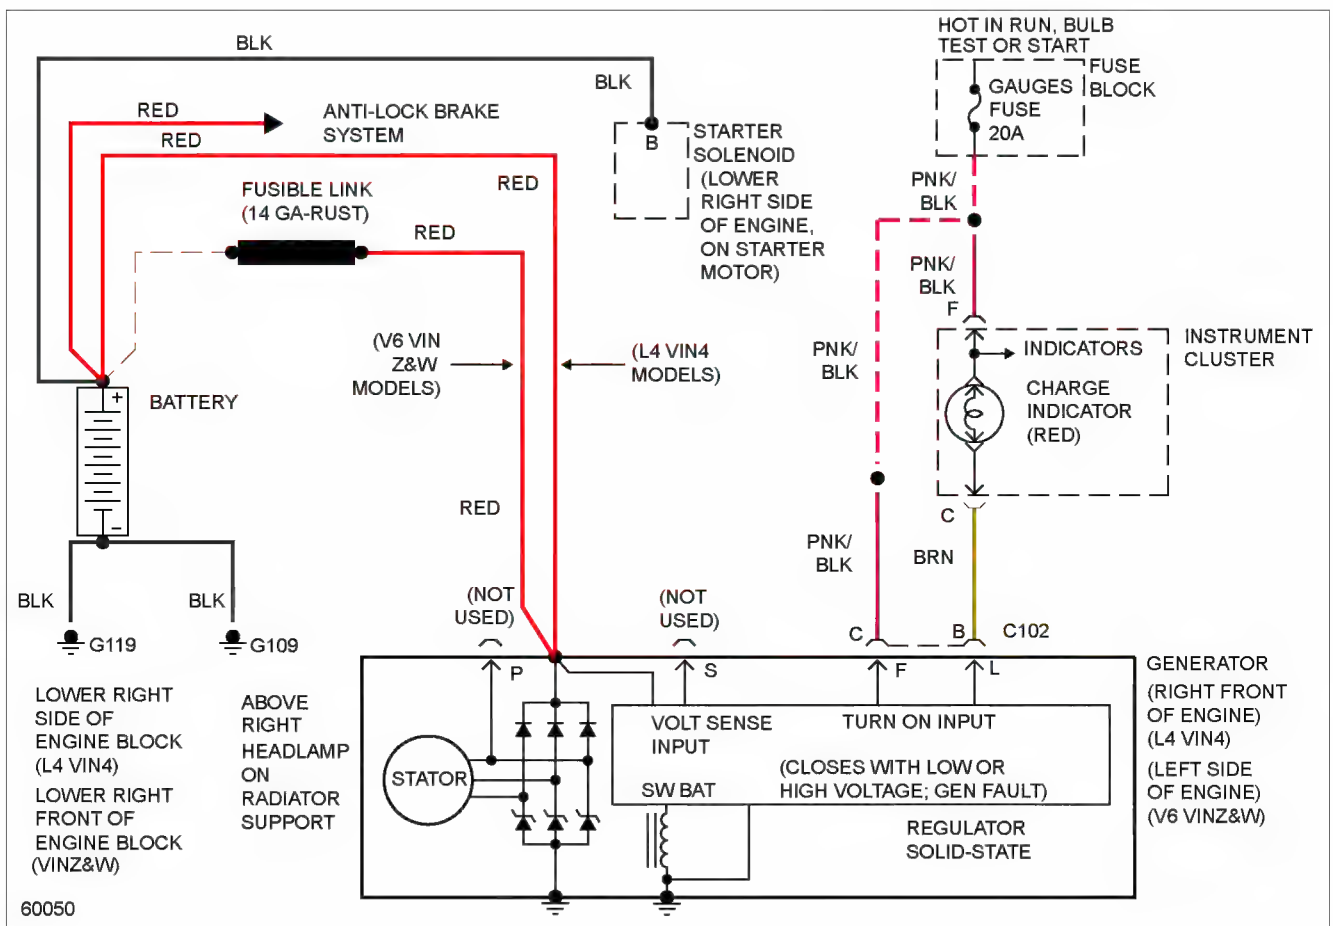 HOT IN RUN, BULB
TEST OR START
BLK
BLK
FUSE
BLOCK
GAUGES
FUSE
20A
RED
ANTI-LOCK BRAKE
SYSTEM
RED
B
STARTER
SOLENOID
(LOWER
RIGHT SIDE
OF ENGINE,
ON STARTER
MOTOR)
FUSIBLE LINK
(14 GA-RUST)
RED
RED
PNK/
BLK
PNK/
BLK
F
(V6 VIN
Z&W
MODELS)
(L4 VIN4
MODELS)
PNK/
BLK
INDICATORS
INSTRUMENT
CLUSTER
CHARGE
INDICATOR
(RED)
+
BATTERY
−
RED
C
PNK/
BLK
BRN
BLK
BLK
G119
G109
(NOT
USED)
(NOT
USED)
C
B
C102
P
S
F
L
GENERATOR
(RIGHT FRONT
OF ENGINE)
(L4 VIN4)
(LEFT SIDE
OF ENGINE)
(V6 VINZ&W)
LOWER RIGHT
SIDE OF
ENGINE BLOCK
(L4 VIN4)
LOWER RIGHT
FRONT OF
ENGINE BLOCK
(VINZ&W)
ABOVE
RIGHT
HEADLAMP
ON
RADIATOR
SUPPORT
STATOR
VOLT SENSE
INPUT
TURN ON INPUT
SW BAT
(CLOSES WITH LOW OR
HIGH VOLTAGE; GEN FAULT)
REGULATOR
SOLID-STATE
60050